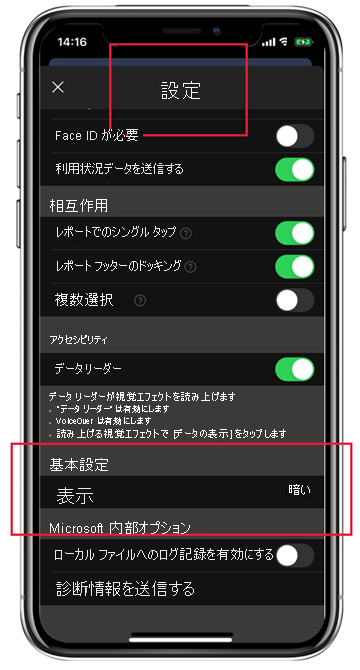 14:16
設定
Face ID が必要
利用状況データを送信する
相互作用
レポートでのシングル タップ
レポート フッターのドッキング
複数選択
アクセシビリティ
データリーダー
データ リーダーが視覚エフェクトを読み上げます
"データ リーダー" は有効にします
VoiceOver は有効にします
読み上げる視覚エフェクトで [データの表示] をタップします
基本設定
表示
暗い
Microsoft 内部オプション
ローカル ファイルへのログ記録を有効にする
診断情報を送信する